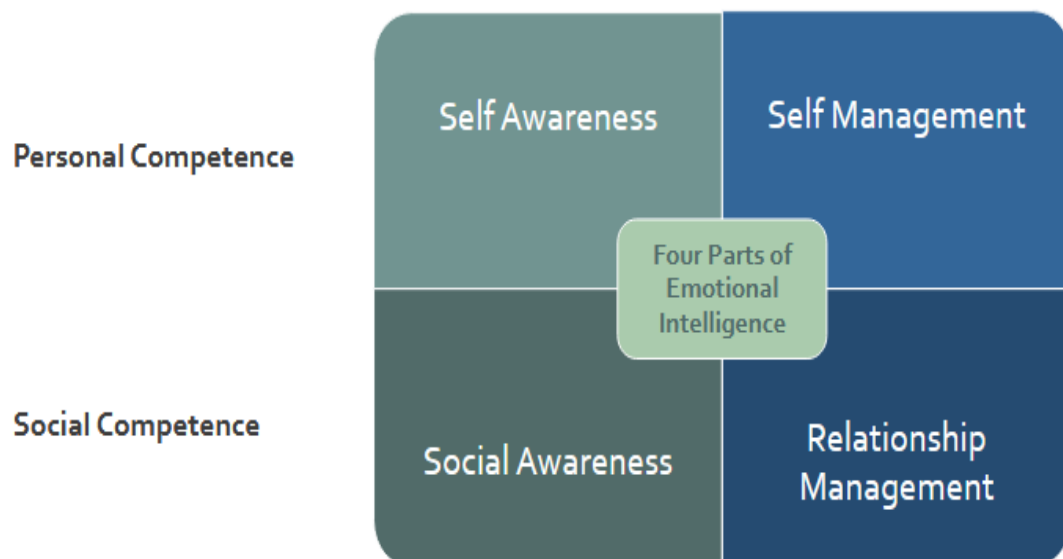 Self Awareness
Self Management
Personal Competence
Four Parts of
Emotional
Intelligence
Social Competence
Social Awareness
Relationship
Management